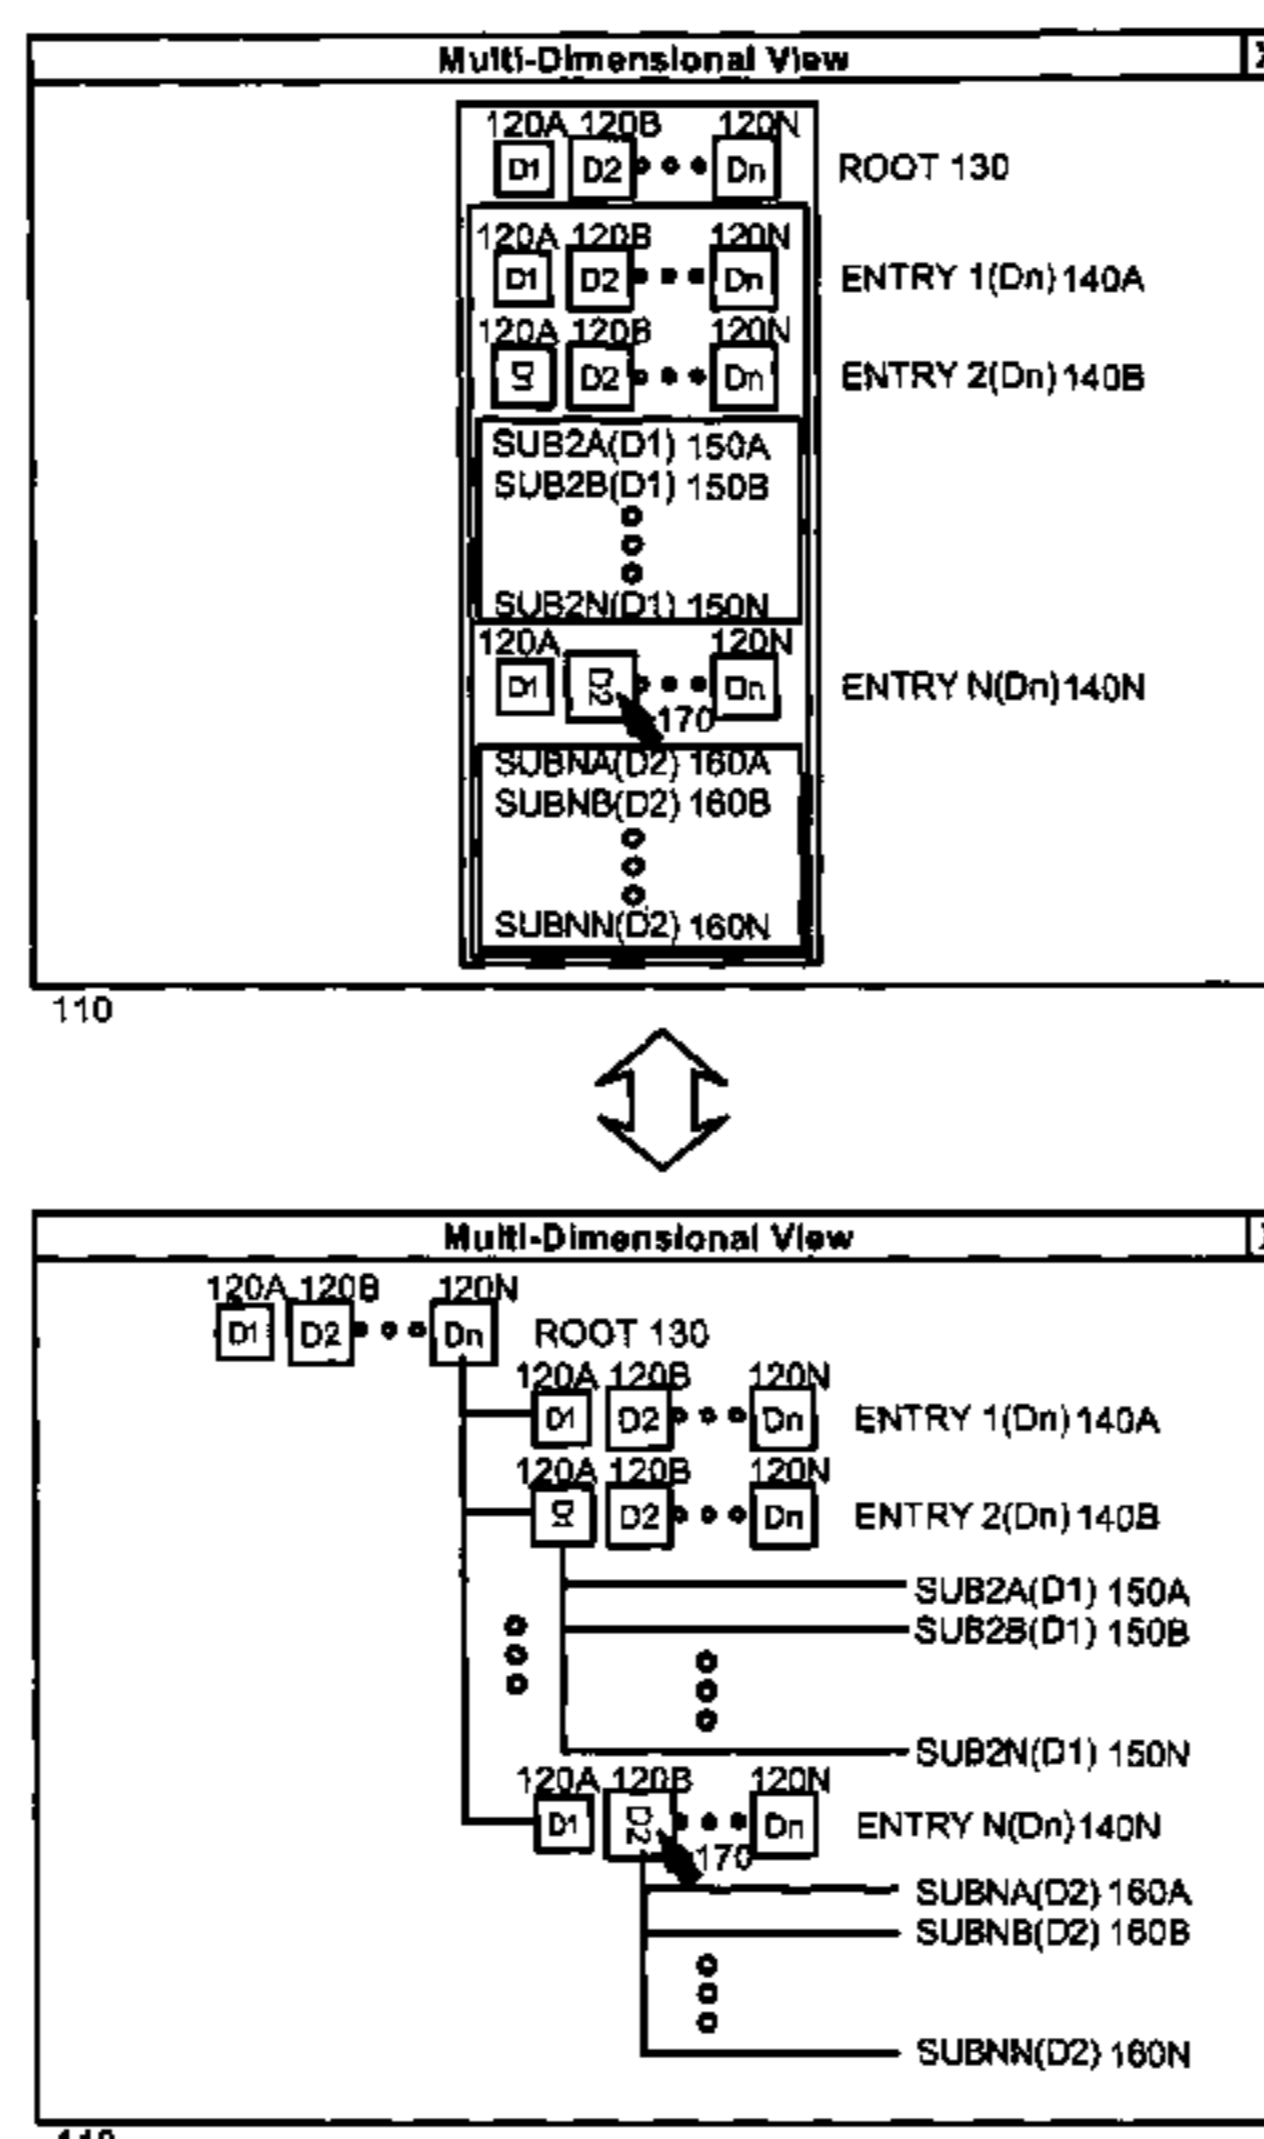 Multi-Dimensional View X
120A 120B 120N
D1 D2 Dn ROOT 130
120A 120B 120N
D1 D2 Dn ENTRY 1(Dn) 140A
120A 120B 120N
D1 D2 Dn ENTRY 2(Dn) 140B
SUB2A(D1) 150A
SUB2B(D1) 150B
SUB2N(D1) 150N
120A 120N
D1 D2 Dn ENTRY N(Dn) 140N
170
SUBNA(D2) 160A
SUBNB(D2) 160B
SUBNN(D2) 160N
110
Multi-Dimensional View X
120A 120B 120N
D1 D2 Dn ROOT 130
120A 120B 120N
D1 D2 Dn ENTRY 1(Dn) 140A
120A 120B 120N
D1 D2 Dn ENTRY 2(Dn) 140B
SUB2A(D1) 150A
SUB2B(D1) 150B
SUB2N(D1) 150N
120A 120B 120N
D1 D2 Dn ENTRY N(Dn) 140N
170
SUBNA(D2) 160A
SUBNB(D2) 160B
SUBNN(D2) 160N